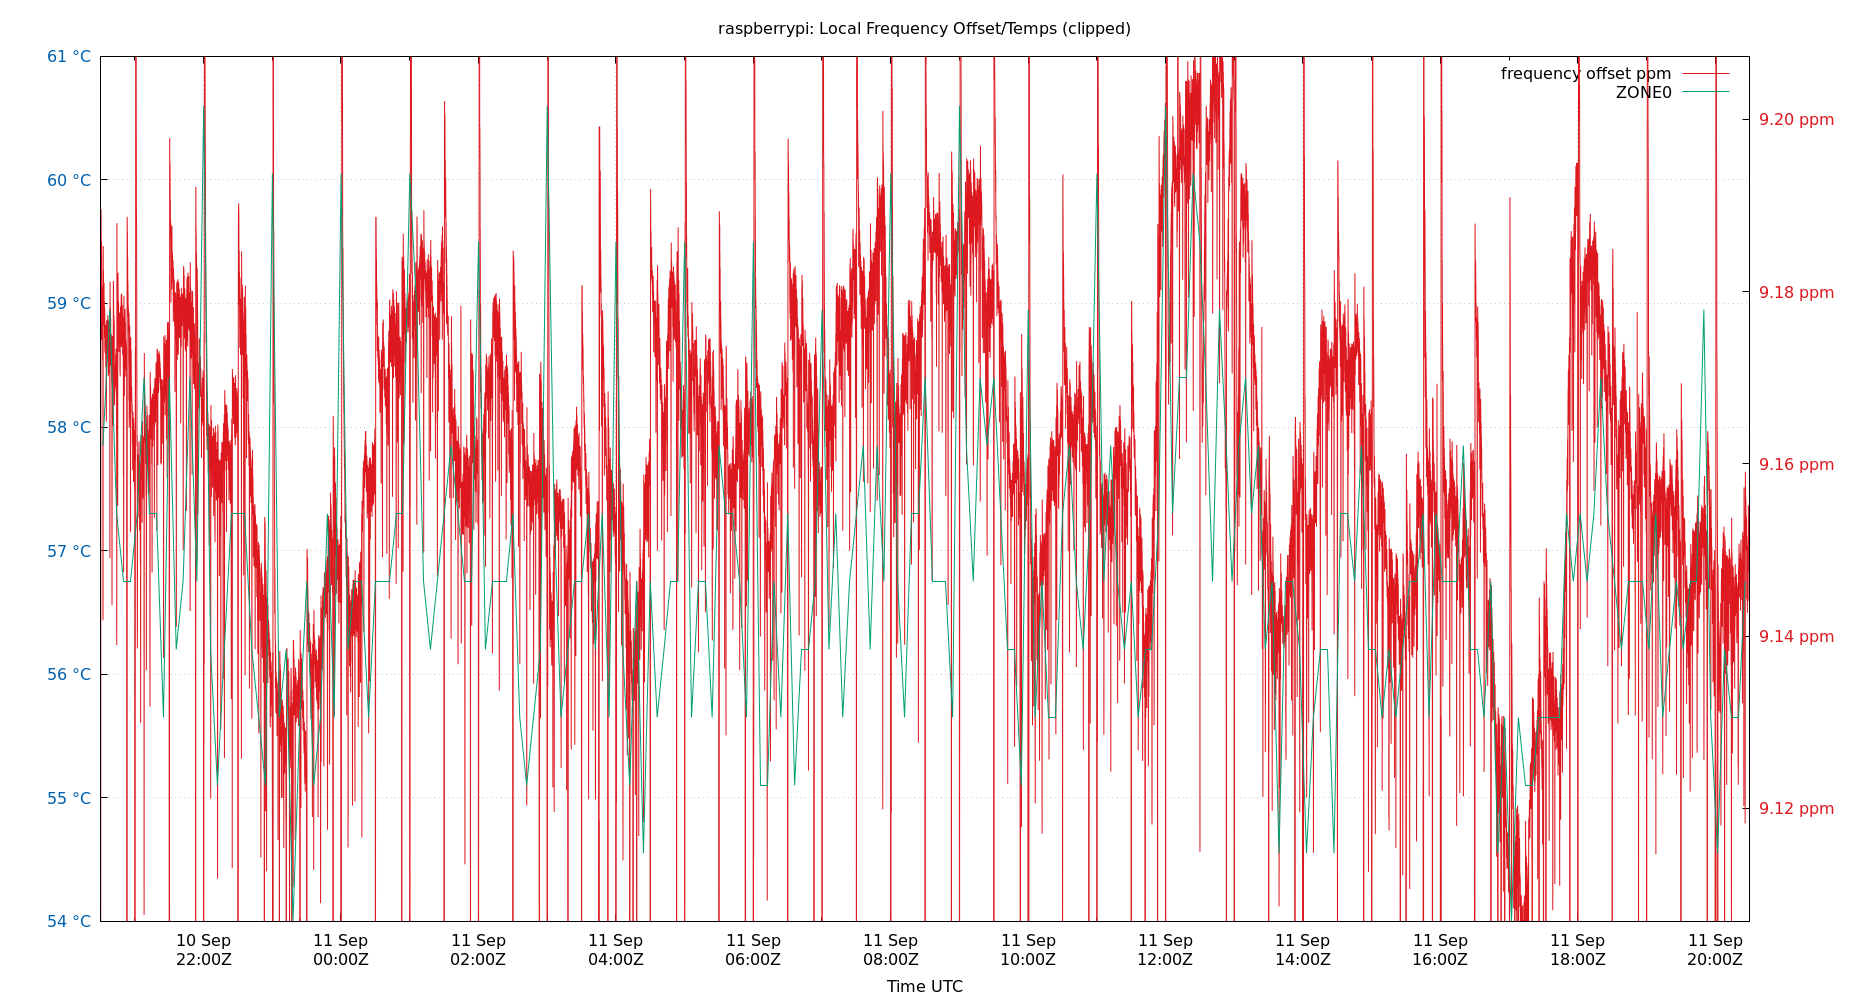 raspberrypi: Local Frequency Offset/Temps (clipped)
61 °C
60 °C
59 °C
58 °C
57 °C
56 °C
55 °C
54 °C
frequency offset ppm
ZONE0
9.20 ppm
9.18 ppm
9.16 ppm
9.14 ppm
9.12 ppm
10 Sep
22:00Z
11 Sep
00:00Z
11 Sep
02:00Z
11 Sep
04:00Z
11 Sep
06:00Z
11 Sep
08:00Z
11 Sep
10:00Z
11 Sep
12:00Z
11 Sep
14:00Z
11 Sep
16:00Z
11 Sep
18:00Z
11 Sep
20:00Z
Time UTC